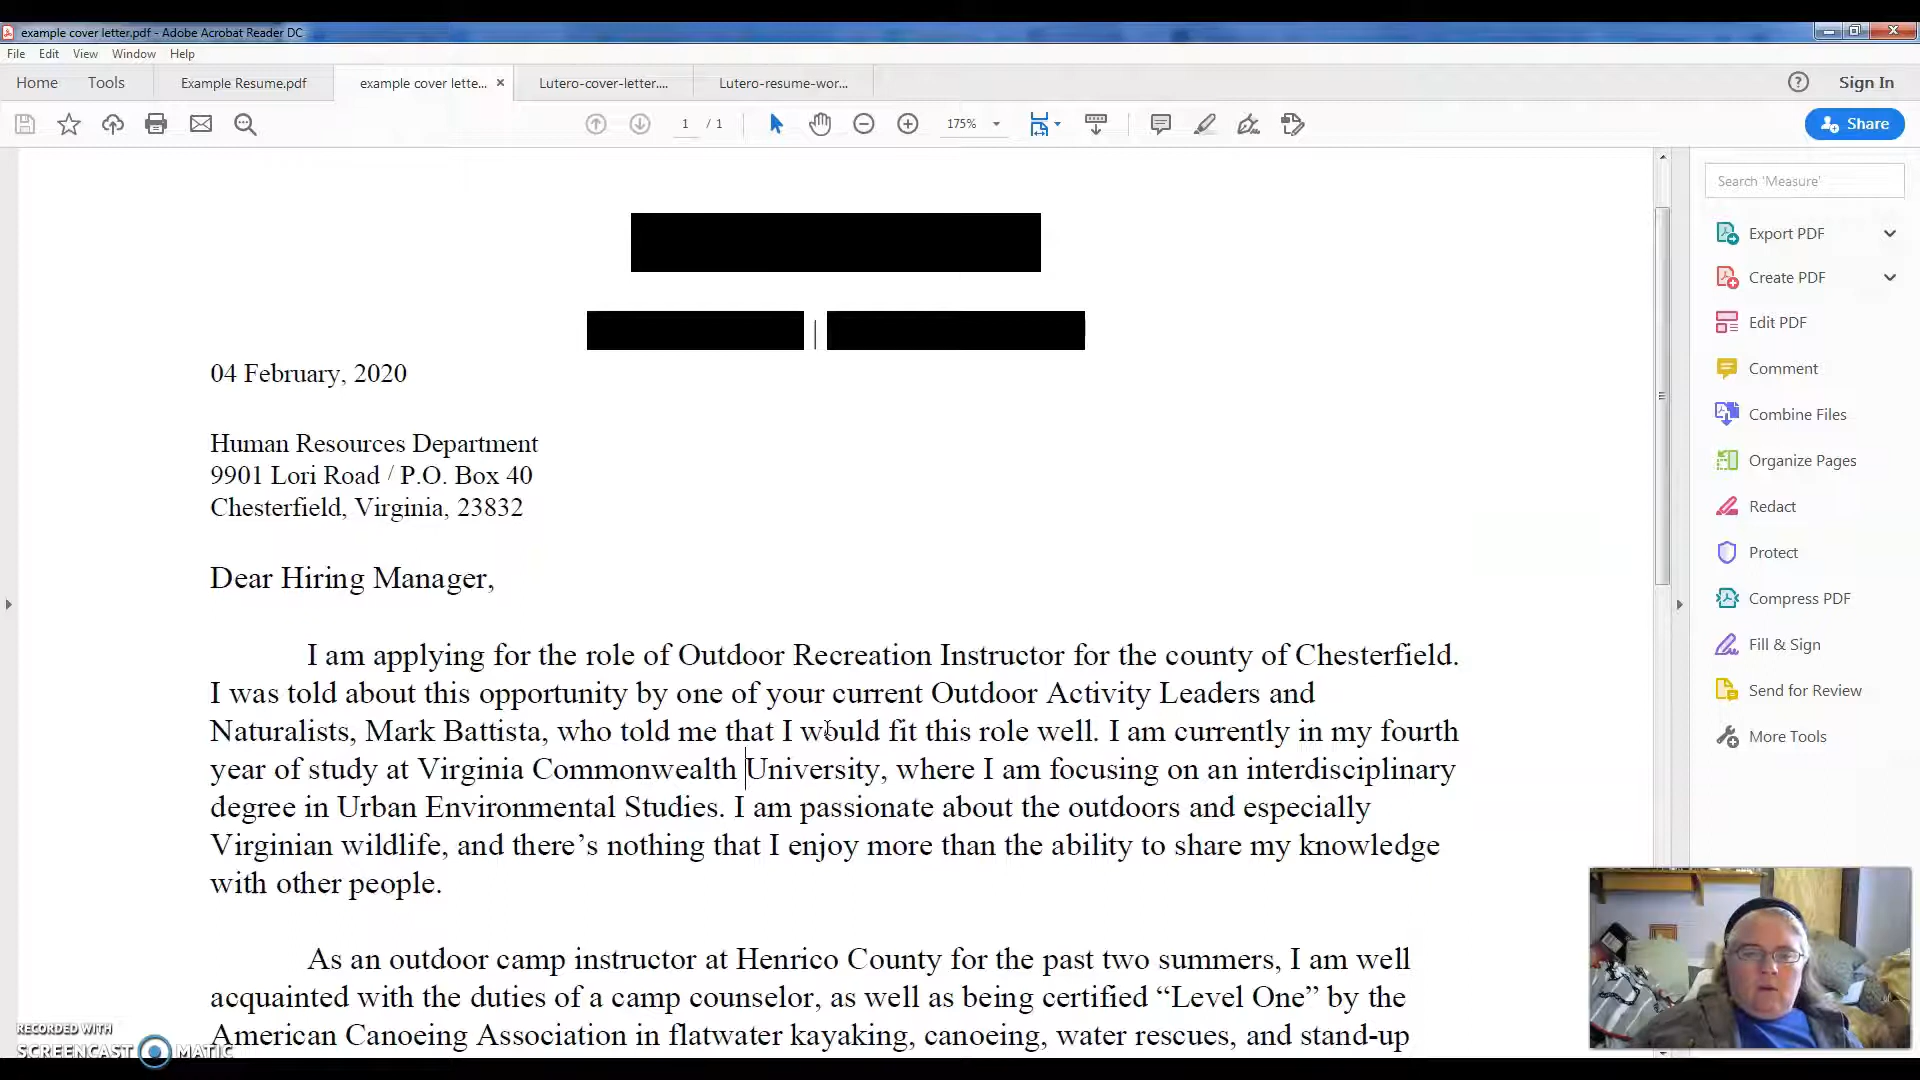 example cover letter.pdf - Adobe Acrobat Reader DC
File Edit View Window Help
Home Tools Example Resume.pdf example cover lette... Lutero-cover-letter.... Lutero-resume-wor... Sign In
1 / 1 175% Share
Search 'Measure'
Export PDF
Create PDF
Edit PDF
Comment
Combine Files
Organize Pages
Redact
Protect
Compress PDF
Fill & Sign
Send for Review
More Tools
|
04 February, 2020
Human Resources Department
9901 Lori Road / P.O. Box 40
Chesterfield, Virginia, 23832
Dear Hiring Manager,
I am applying for the role of Outdoor Recreation Instructor for the county of Chesterfield.
I was told about this opportunity by one of your current Outdoor Activity Leaders and
Naturalists, Mark Battista, who told me that I would fit this role well. I am currently in my fourth
year of study at Virginia Commonwealth University, where I am focusing on an interdisciplinary
degree in Urban Environmental Studies. I am passionate about the outdoors and especially
Virginian wildlife, and there’s nothing that I enjoy more than the ability to share my knowledge
with other people.
As an outdoor camp instructor at Henrico County for the past two summers, I am well
acquainted with the duties of a camp counselor, as well as being certified “Level One” by the
American Canoeing Association in flatwater kayaking, canoeing, water rescues, and stand-up
RECORDED WITH
SCREENCAST MATIC